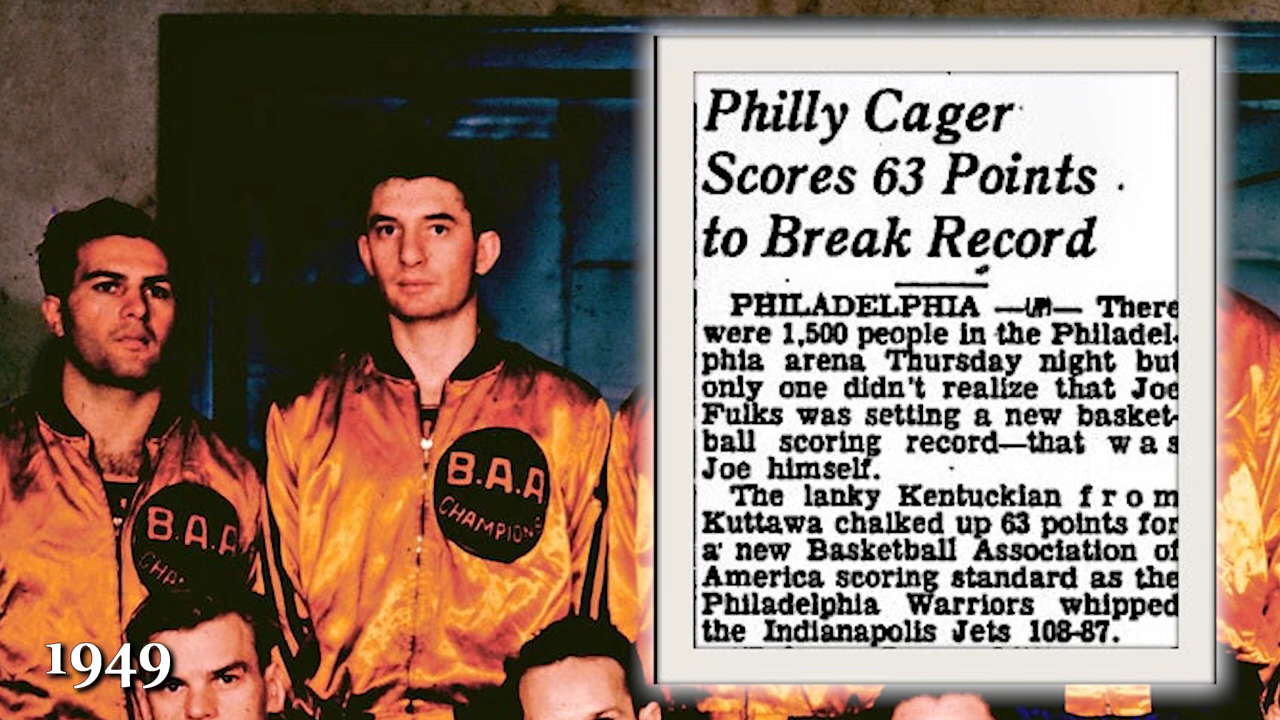 Philly Cager
Scores 63 Points
to Break Record
PHILADELPHIA —UP— There
were 1,500 people in the Philadel-
phia arena Thursday night but
only one didn't realize that Joe
Fulks was setting a new basket-
ball scoring record—that was
Joe himself.
The lanky Kentuckian from
Kuttawa chalked up 63 points for
a new Basketball Association of
America scoring standard as the
Philadelphia Warriors whipped
the Indianapolis Jets 108-87.
B.A.A
CHAMPIONS
B.A.A
CHA
1949